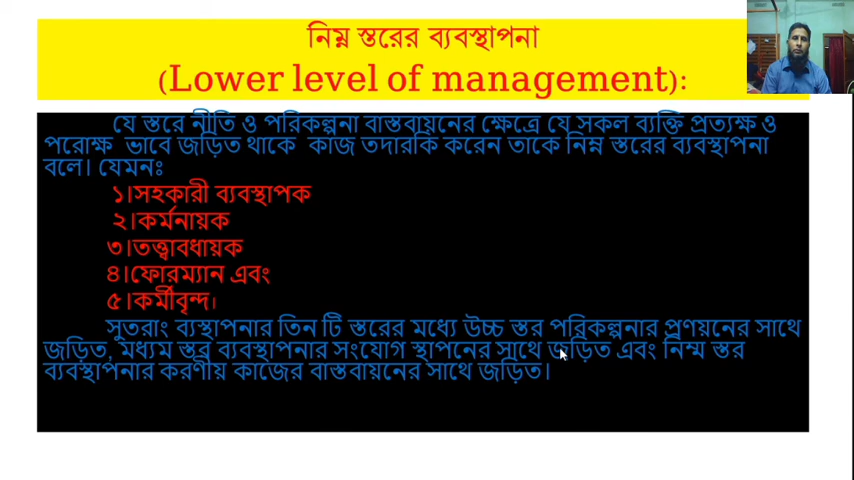 নিম্ন স্তরের ব্যবস্থাপনা
(Lower level of management):
যে স্তরে নীতি ও পরিকল্পনা বাস্তবায়নের ক্ষেত্রে যে সকল ব্যক্তি প্রত্যক্ষ ও
পরোক্ষ ভাবে জড়িত থাকে কাজ তদারকি করেন তাকে নিম্ন স্তরের ব্যবস্থাপনা
বলে। যেমনঃ
১।সহকারী ব্যবস্থাপক
২।কর্মনায়ক
৩।তত্ত্বাবধায়ক
৪।ফোরম্যান এবং
৫।কর্মীবৃন্দ।
সুতরাং ব্যস্থাপনার তিন টি স্তরের মধ্যে উচ্চ স্তর পরিকল্পনার প্রণয়নের সাথে
জড়িত, মধ্যম স্তর ব্যবস্থাপনার সংযোগ স্থাপনের সাথে জড়িত এবং নিম্ম স্তর
ব্যবস্থাপনার করণীয় কাজের বাস্তবায়নের সাথে জড়িত।